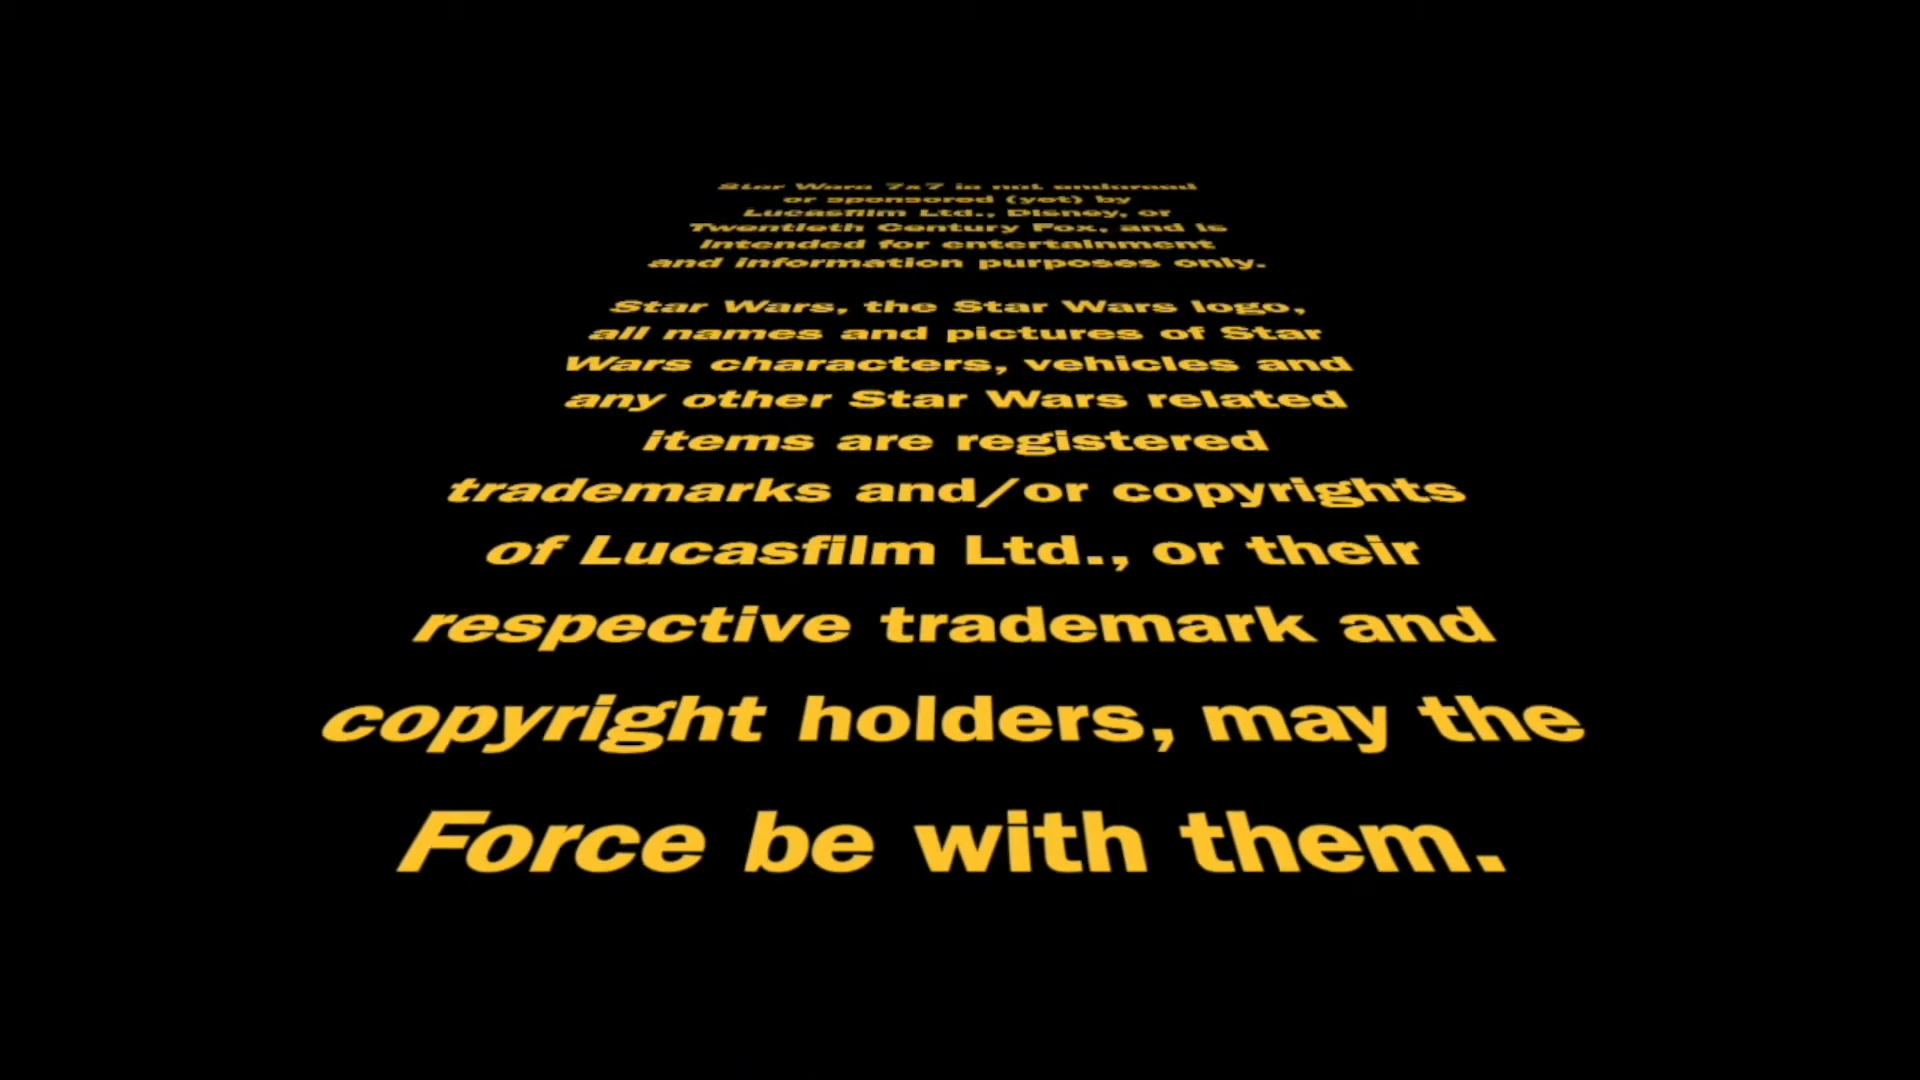 Star Wars 7x7 is not endorsed
or sponsored (yet) by
Lucasfilm Ltd., Disney, or
Twentieth Century Fox, and is
intended for entertainment
and information purposes only.
Star Wars, the Star Wars logo,
all names and pictures of Star
Wars characters, vehicles and
any other Star Wars related
items are registered
trademarks and/or copyrights
of Lucasfilm Ltd., or their
respective trademark and
copyright holders, may the
Force be with them.